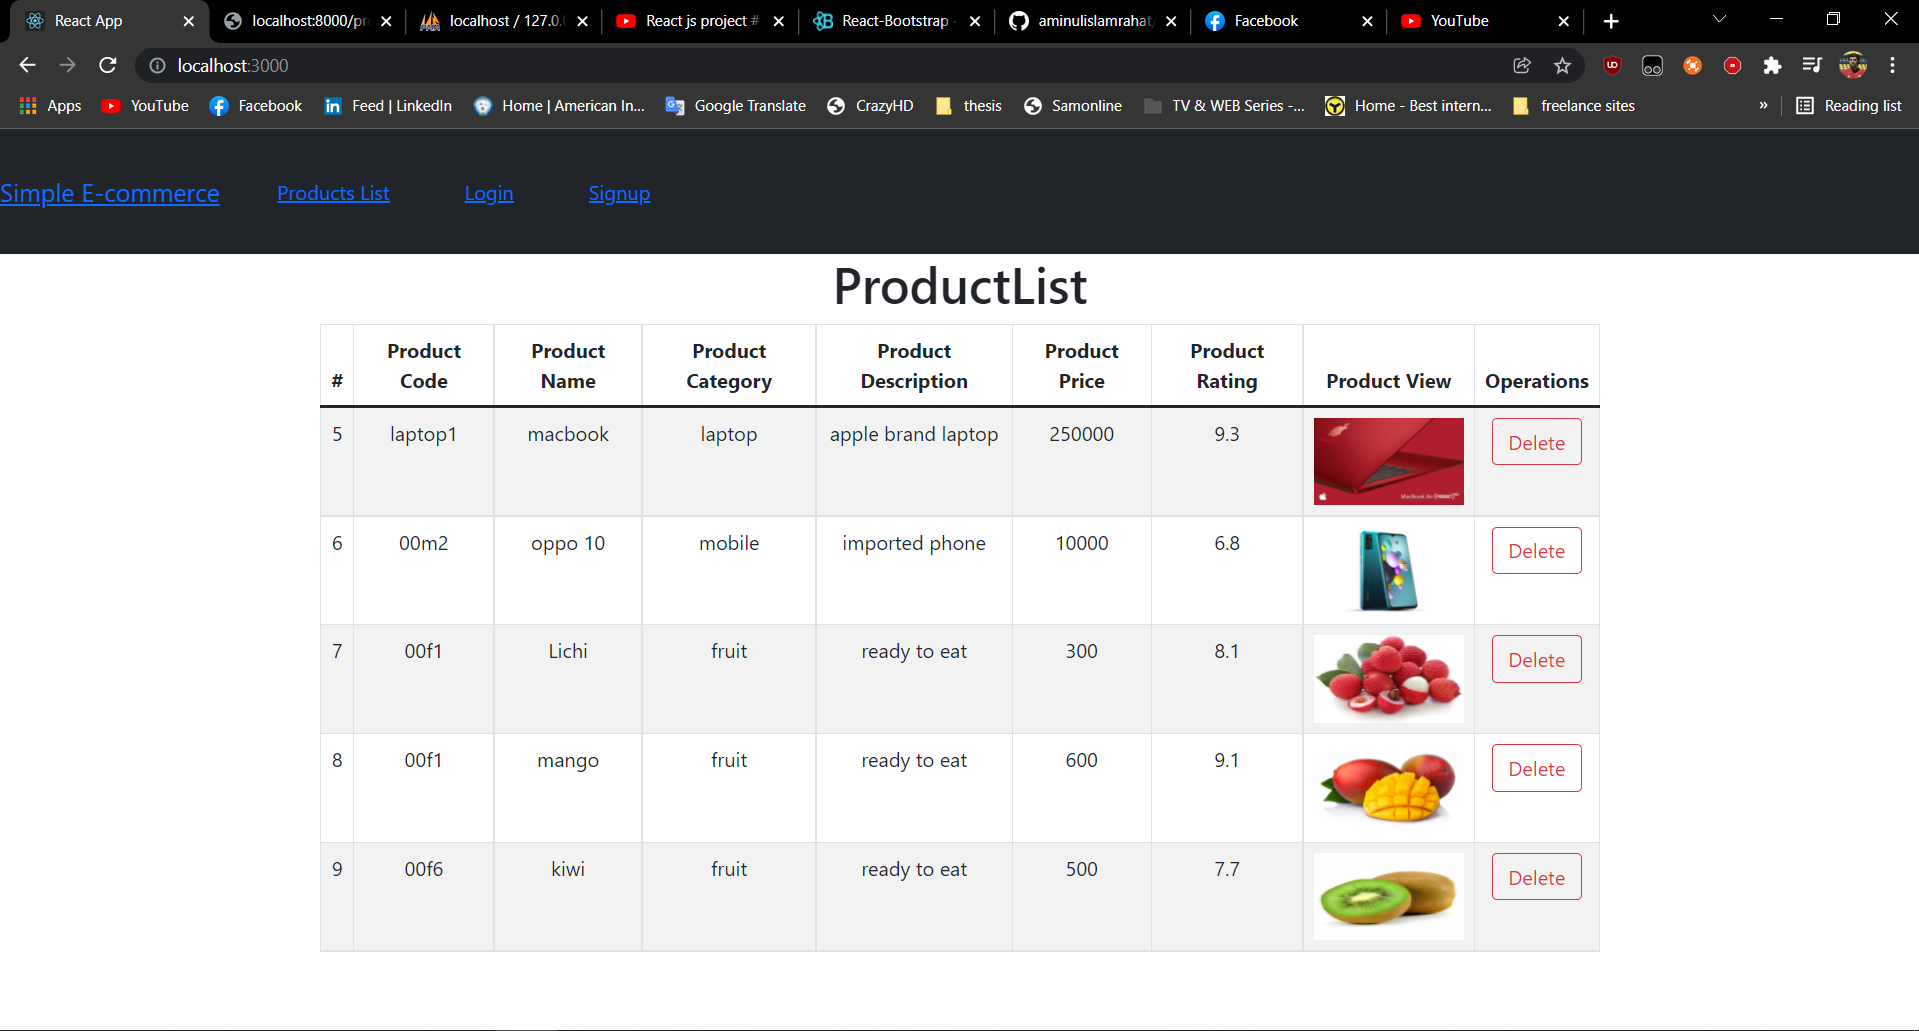 React App
localhost:8000/pr
localhost / 127.0.0
React js project #
React-Bootstrap
aminulislamrahat
Facebook
YouTube
localhost:3000
Apps
YouTube
Facebook
Feed | LinkedIn
Home | American In...
Google Translate
CrazyHD
thesis
Samonline
TV & WEB Series -...
Home - Best intern...
freelance sites
»
Reading list
Simple E-commerce
Products List
Login
Signup
ProductList
# Product Code Product Name Product Category Product Description Product Price Product Rating Product View Operations
5 laptop1 macbook laptop apple brand laptop 250000 9.3 Delete
6 00m2 oppo 10 mobile imported phone 10000 6.8 Delete
7 00f1 Lichi fruit ready to eat 300 8.1 Delete
8 00f1 mango fruit ready to eat 600 9.1 Delete
9 00f6 kiwi fruit ready to eat 500 7.7 Delete